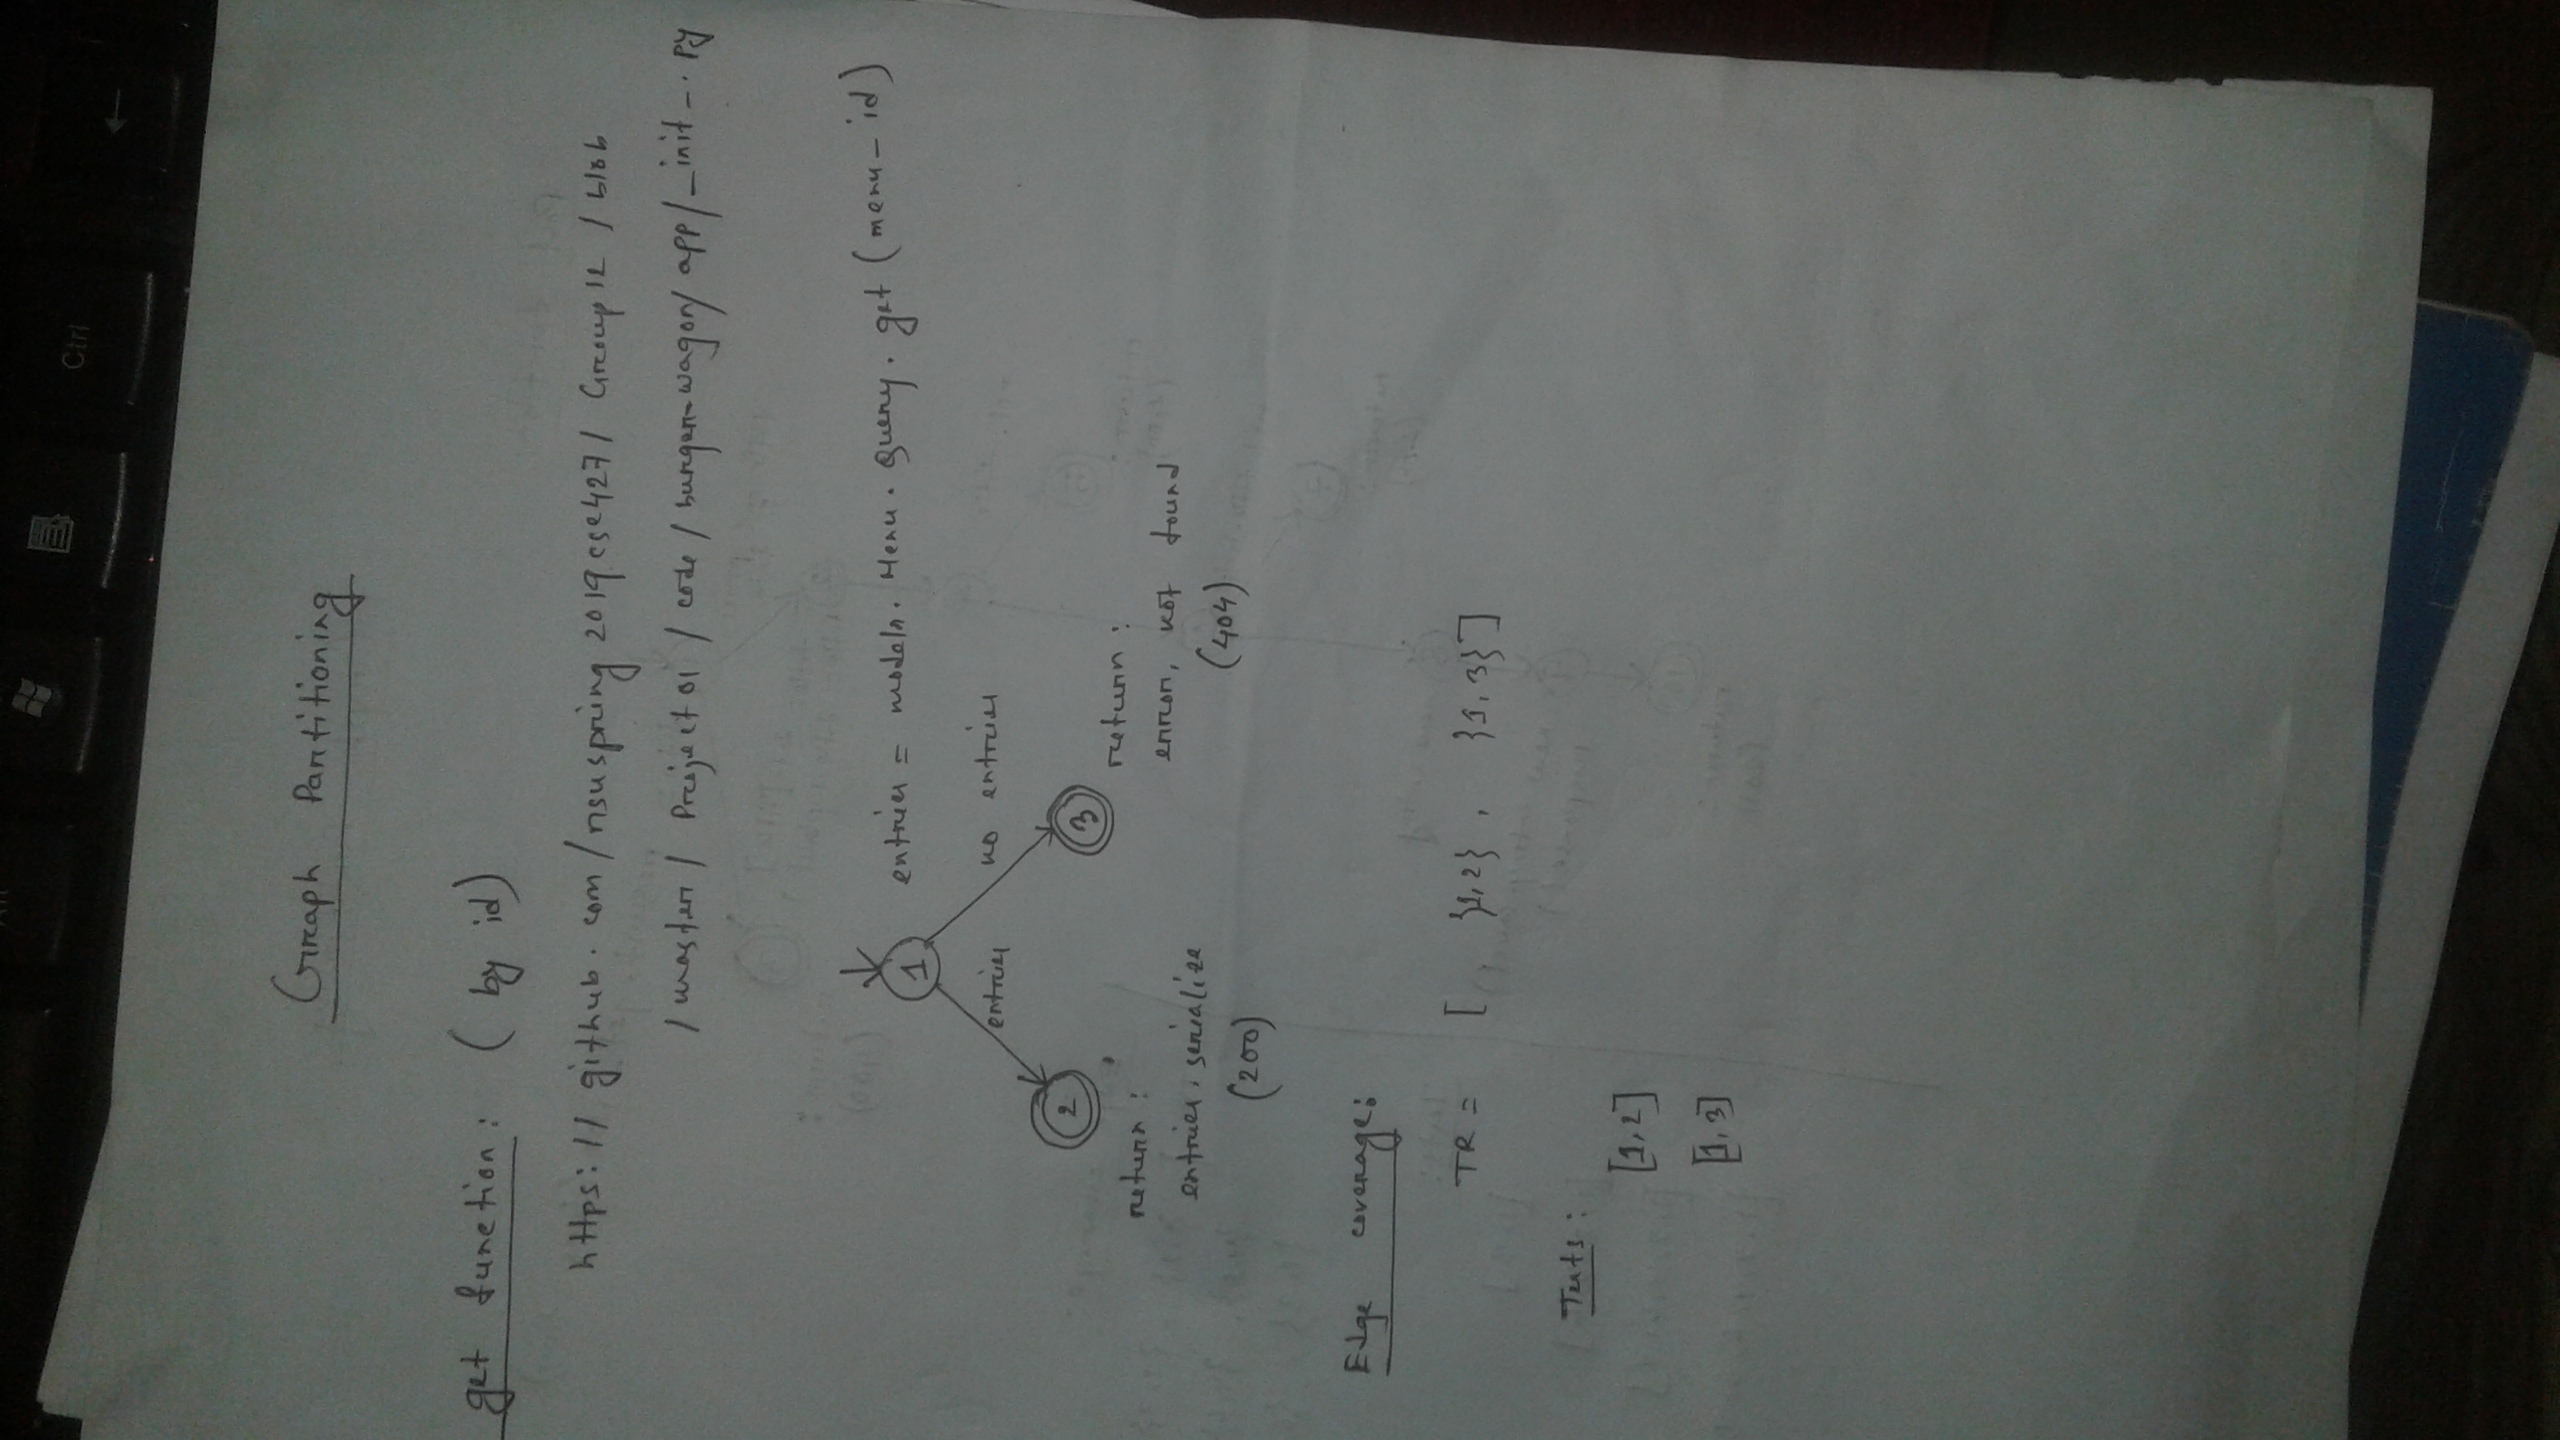 Ctrl
Graph Partitioning
get function: (by id)
https://github.com/nsuspring2019cse427/Group12/blob
/master/Project01/code/burger-wagon/app/_init_.py
1
entries = models.Menu.Query.get(menu_id)
entries
no entries
2
3
return:
entries.serialize
(200)
return:
error, not found
(404)
Edge coverage:
TR = [ {1,2}, {1,3}]
Tests:
[1,2]
[1,3]